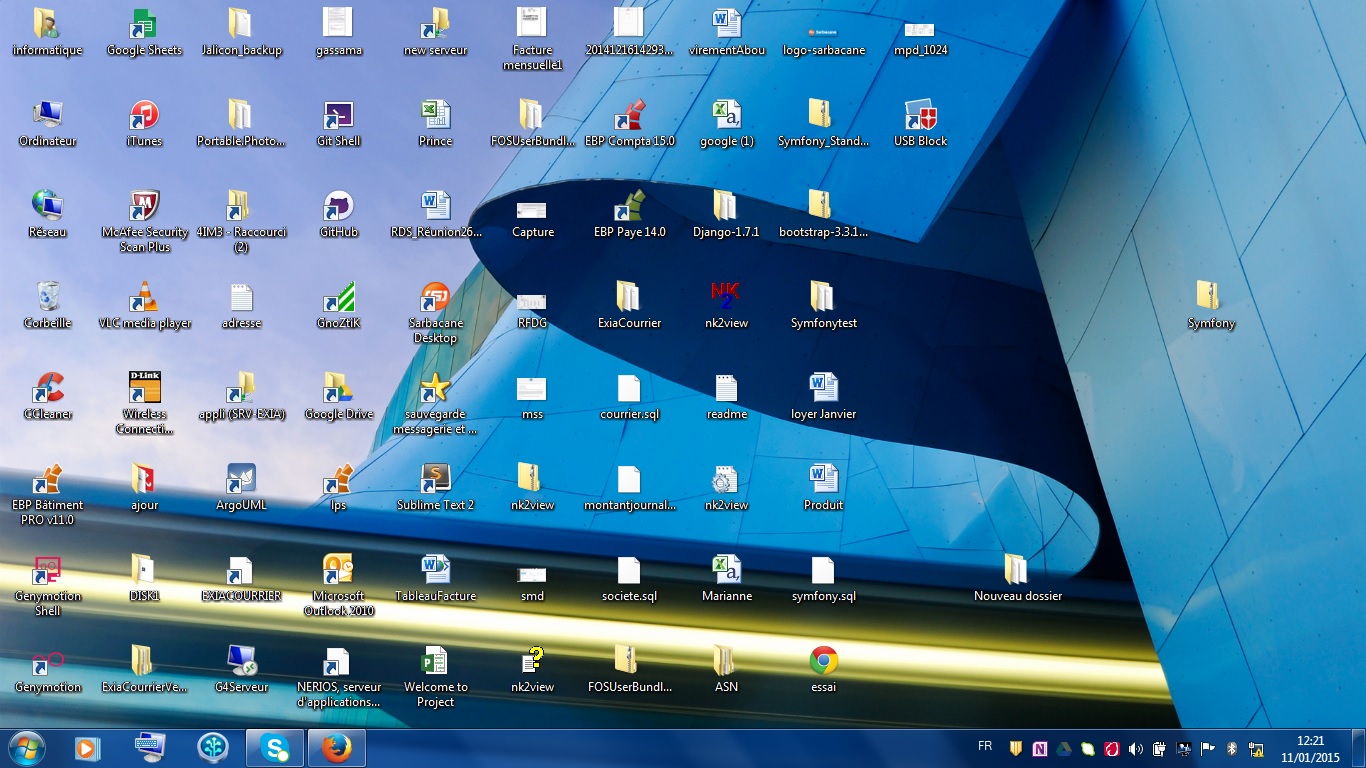 informatique
Google Sheets
Jalicon_backup
gassama
new serveur
Facture
mensuelle1
2014121614293...
virementAbou
logo-sarbacane
mpd_1024
Ordinateur
iTunes
Portable.Photo...
Git Shell
Prince
FOSUserBundl...
EBP Compta 15.0
google (1)
Symfony_Stand...
USB Block
Réseau
McAfee Security
Scan Plus
4IM3 - Raccourci
(2)
GitHub
RDS_Réunion26...
Capture
EBP Paye 14.0
Django-1.7.1
bootstrap-3.3.1...
Corbeille
VLC media player
adresse
GnoZtiK
Sarbacane
Desktop
RFDG
ExiaCourrier
NK
2
nk2view
Symfonytest
Symfony
CCleaner
D-Link
Wireless
Connecti...
appli (SRV-EXIA)
Google Drive
sauvegarde
messagerie et ...
mss
courrier.sql
readme
loyer Janvier
EBP Bâtiment
PRO v11.0
ajour
ArgoUML
lps
Sublime Text 2
nk2view
montantjournal...
nk2view
Produit
Genymotion
Shell
DISK1
EXIACOURRIER
Microsoft
Outlook 2010
TableauFacture
smd
societe.sql
Marianne
symfony.sql
Nouveau dossier
Genymotion
ExiaCourrierVe...
G4Serveur
NERIOS, serveur
d'applications...
Welcome to
Project
nk2view
FOSUserBundl...
ASN
essai
FR
12:21
11/01/2015